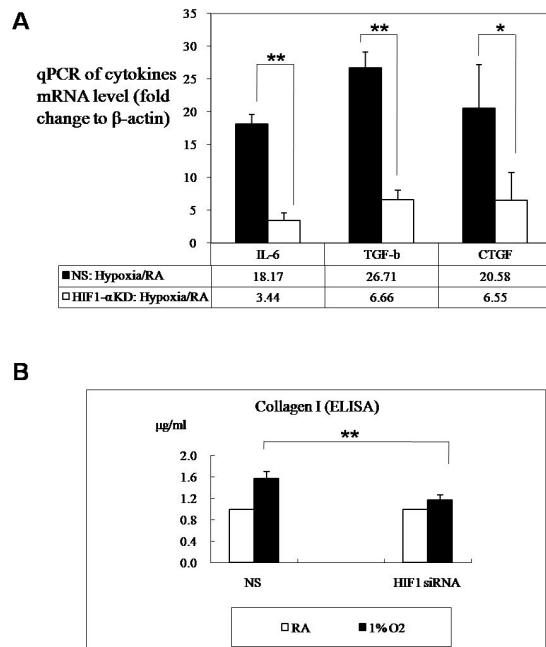 A
qPCR of cytokines
mRNA level (fold
change to β-actin)
35
30
25
20
15
10
5
0
**
**
*
IL-6 TGF-b CTGF
NS: Hypoxia/RA 18.17 26.71 20.58
HIF1-αKD: Hypoxia/RA 3.44 6.66 6.55
B
Collagen I (ELISA)
μg/ml
**
2.0
1.6
1.2
0.8
0.4
0.0
NS HIF1 siRNA
RA 1% O2